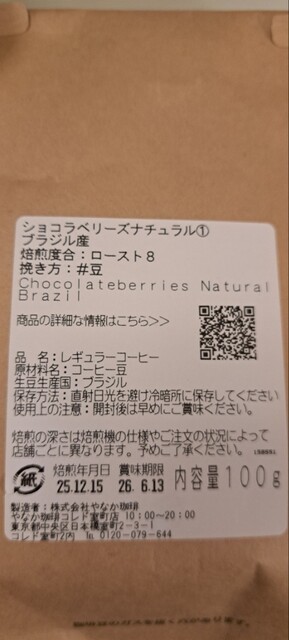 ショコラベリーズナチュラル①
ブラジル産
焙煎度合：ロースト８
挽き方：＃豆
Chocolateberries Natural
Brazil
商品の詳細な情報はこちら>>
品　名：レギュラーコーヒー
原材料名：コーヒー豆
生豆生産国：ブラジル
保存方法：直射日光を避け冷暗所に保存してください
使用上の注意：開封後は早めにご賞味ください。
焙煎の深さは焙煎機の仕様やご注文の状況によって
店舗ごとに異なります。予めご了承ください。
紙
焙煎年月日　賞味期限　内容量１００ｇ
25.12.15　26. 6.13
製造者：株式会社やなか珈琲
やなか珈琲コレド室町店 10:00～20:00
東京都中央区日本橋室町２－３－１
コレド室町2内　℡ 0120-079-644